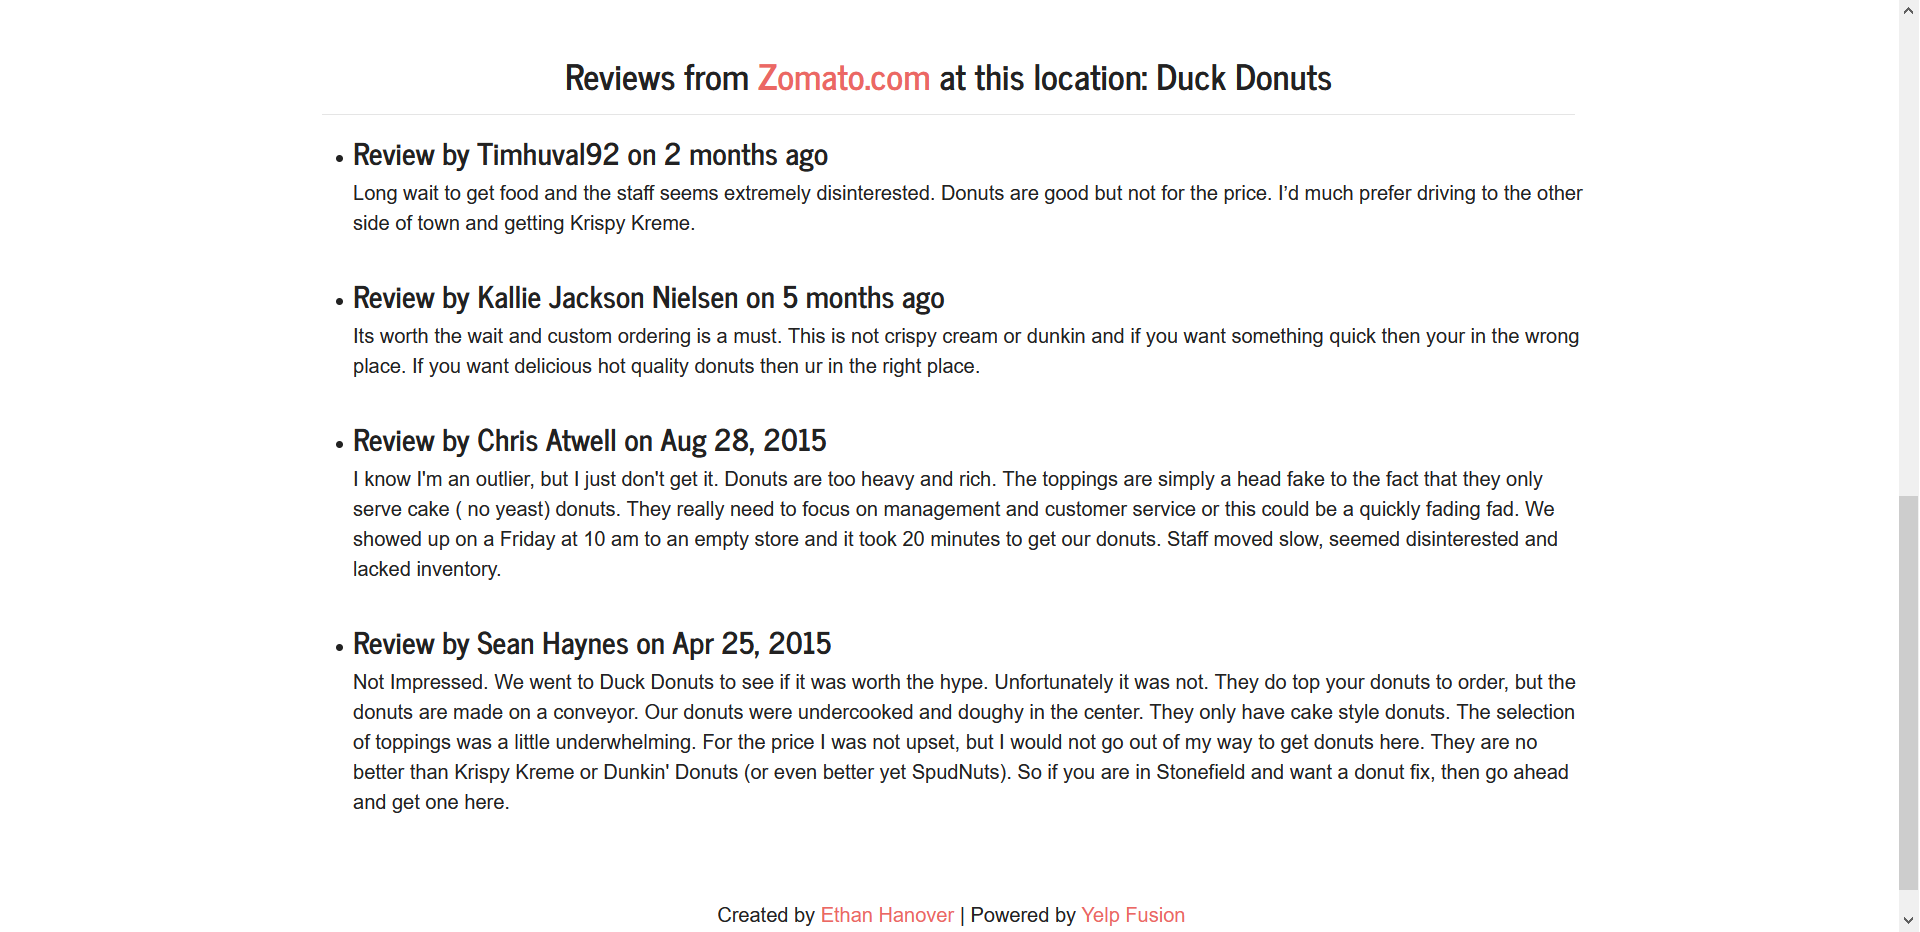 Reviews from Zomato.com at this location: Duck Donuts
Review by Timhuval92 on 2 months ago
Long wait to get food and the staff seems extremely disinterested. Donuts are good but not for the price. I’d much prefer driving to the other
side of town and getting Krispy Kreme.
Review by Kallie Jackson Nielsen on 5 months ago
Its worth the wait and custom ordering is a must. This is not crispy cream or dunkin and if you want something quick then your in the wrong
place. If you want delicious hot quality donuts then ur in the right place.
Review by Chris Atwell on Aug 28, 2015
I know I'm an outlier, but I just don't get it. Donuts are too heavy and rich. The toppings are simply a head fake to the fact that they only
serve cake ( no yeast) donuts. They really need to focus on management and customer service or this could be a quickly fading fad. We
showed up on a Friday at 10 am to an empty store and it took 20 minutes to get our donuts. Staff moved slow, seemed disinterested and
lacked inventory.
Review by Sean Haynes on Apr 25, 2015
Not Impressed. We went to Duck Donuts to see if it was worth the hype. Unfortunately it was not. They do top your donuts to order, but the
donuts are made on a conveyor. Our donuts were undercooked and doughy in the center. They only have cake style donuts. The selection
of toppings was a little underwhelming. For the price I was not upset, but I would not go out of my way to get donuts here. They are no
better than Krispy Kreme or Dunkin' Donuts (or even better yet SpudNuts). So if you are in Stonefield and want a donut fix, then go ahead
and get one here.
Created by Ethan Hanover | Powered by Yelp Fusion